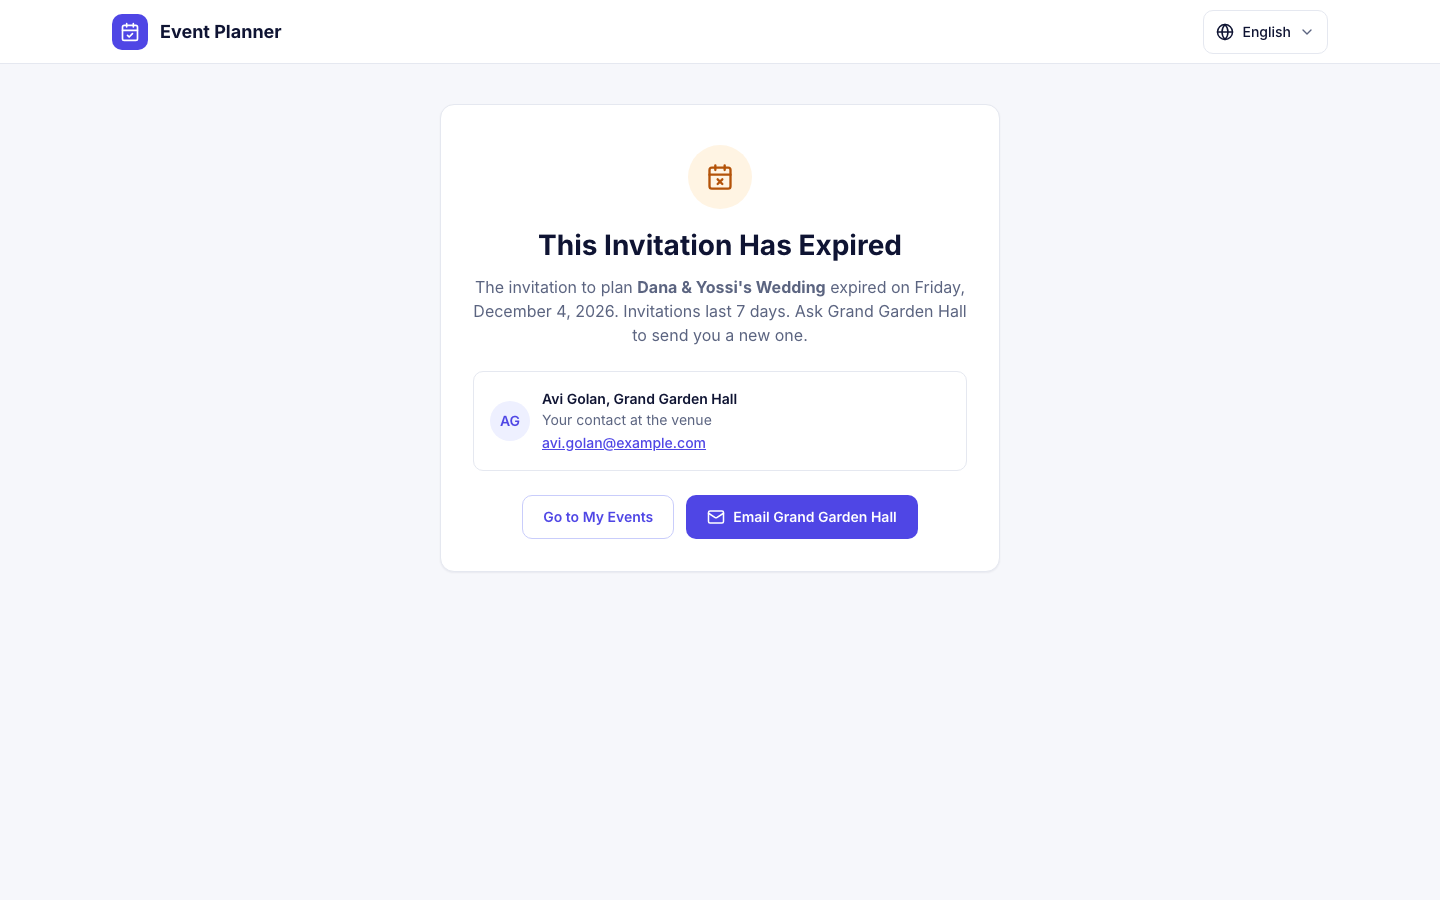 Event Planner
English
This Invitation Has Expired
The invitation to plan Dana & Yossi's Wedding expired on Friday,
December 4, 2026. Invitations last 7 days. Ask Grand Garden Hall
to send you a new one.
AG
Avi Golan, Grand Garden Hall
Your contact at the venue
avi.golan@example.com
Go to My Events
Email Grand Garden Hall